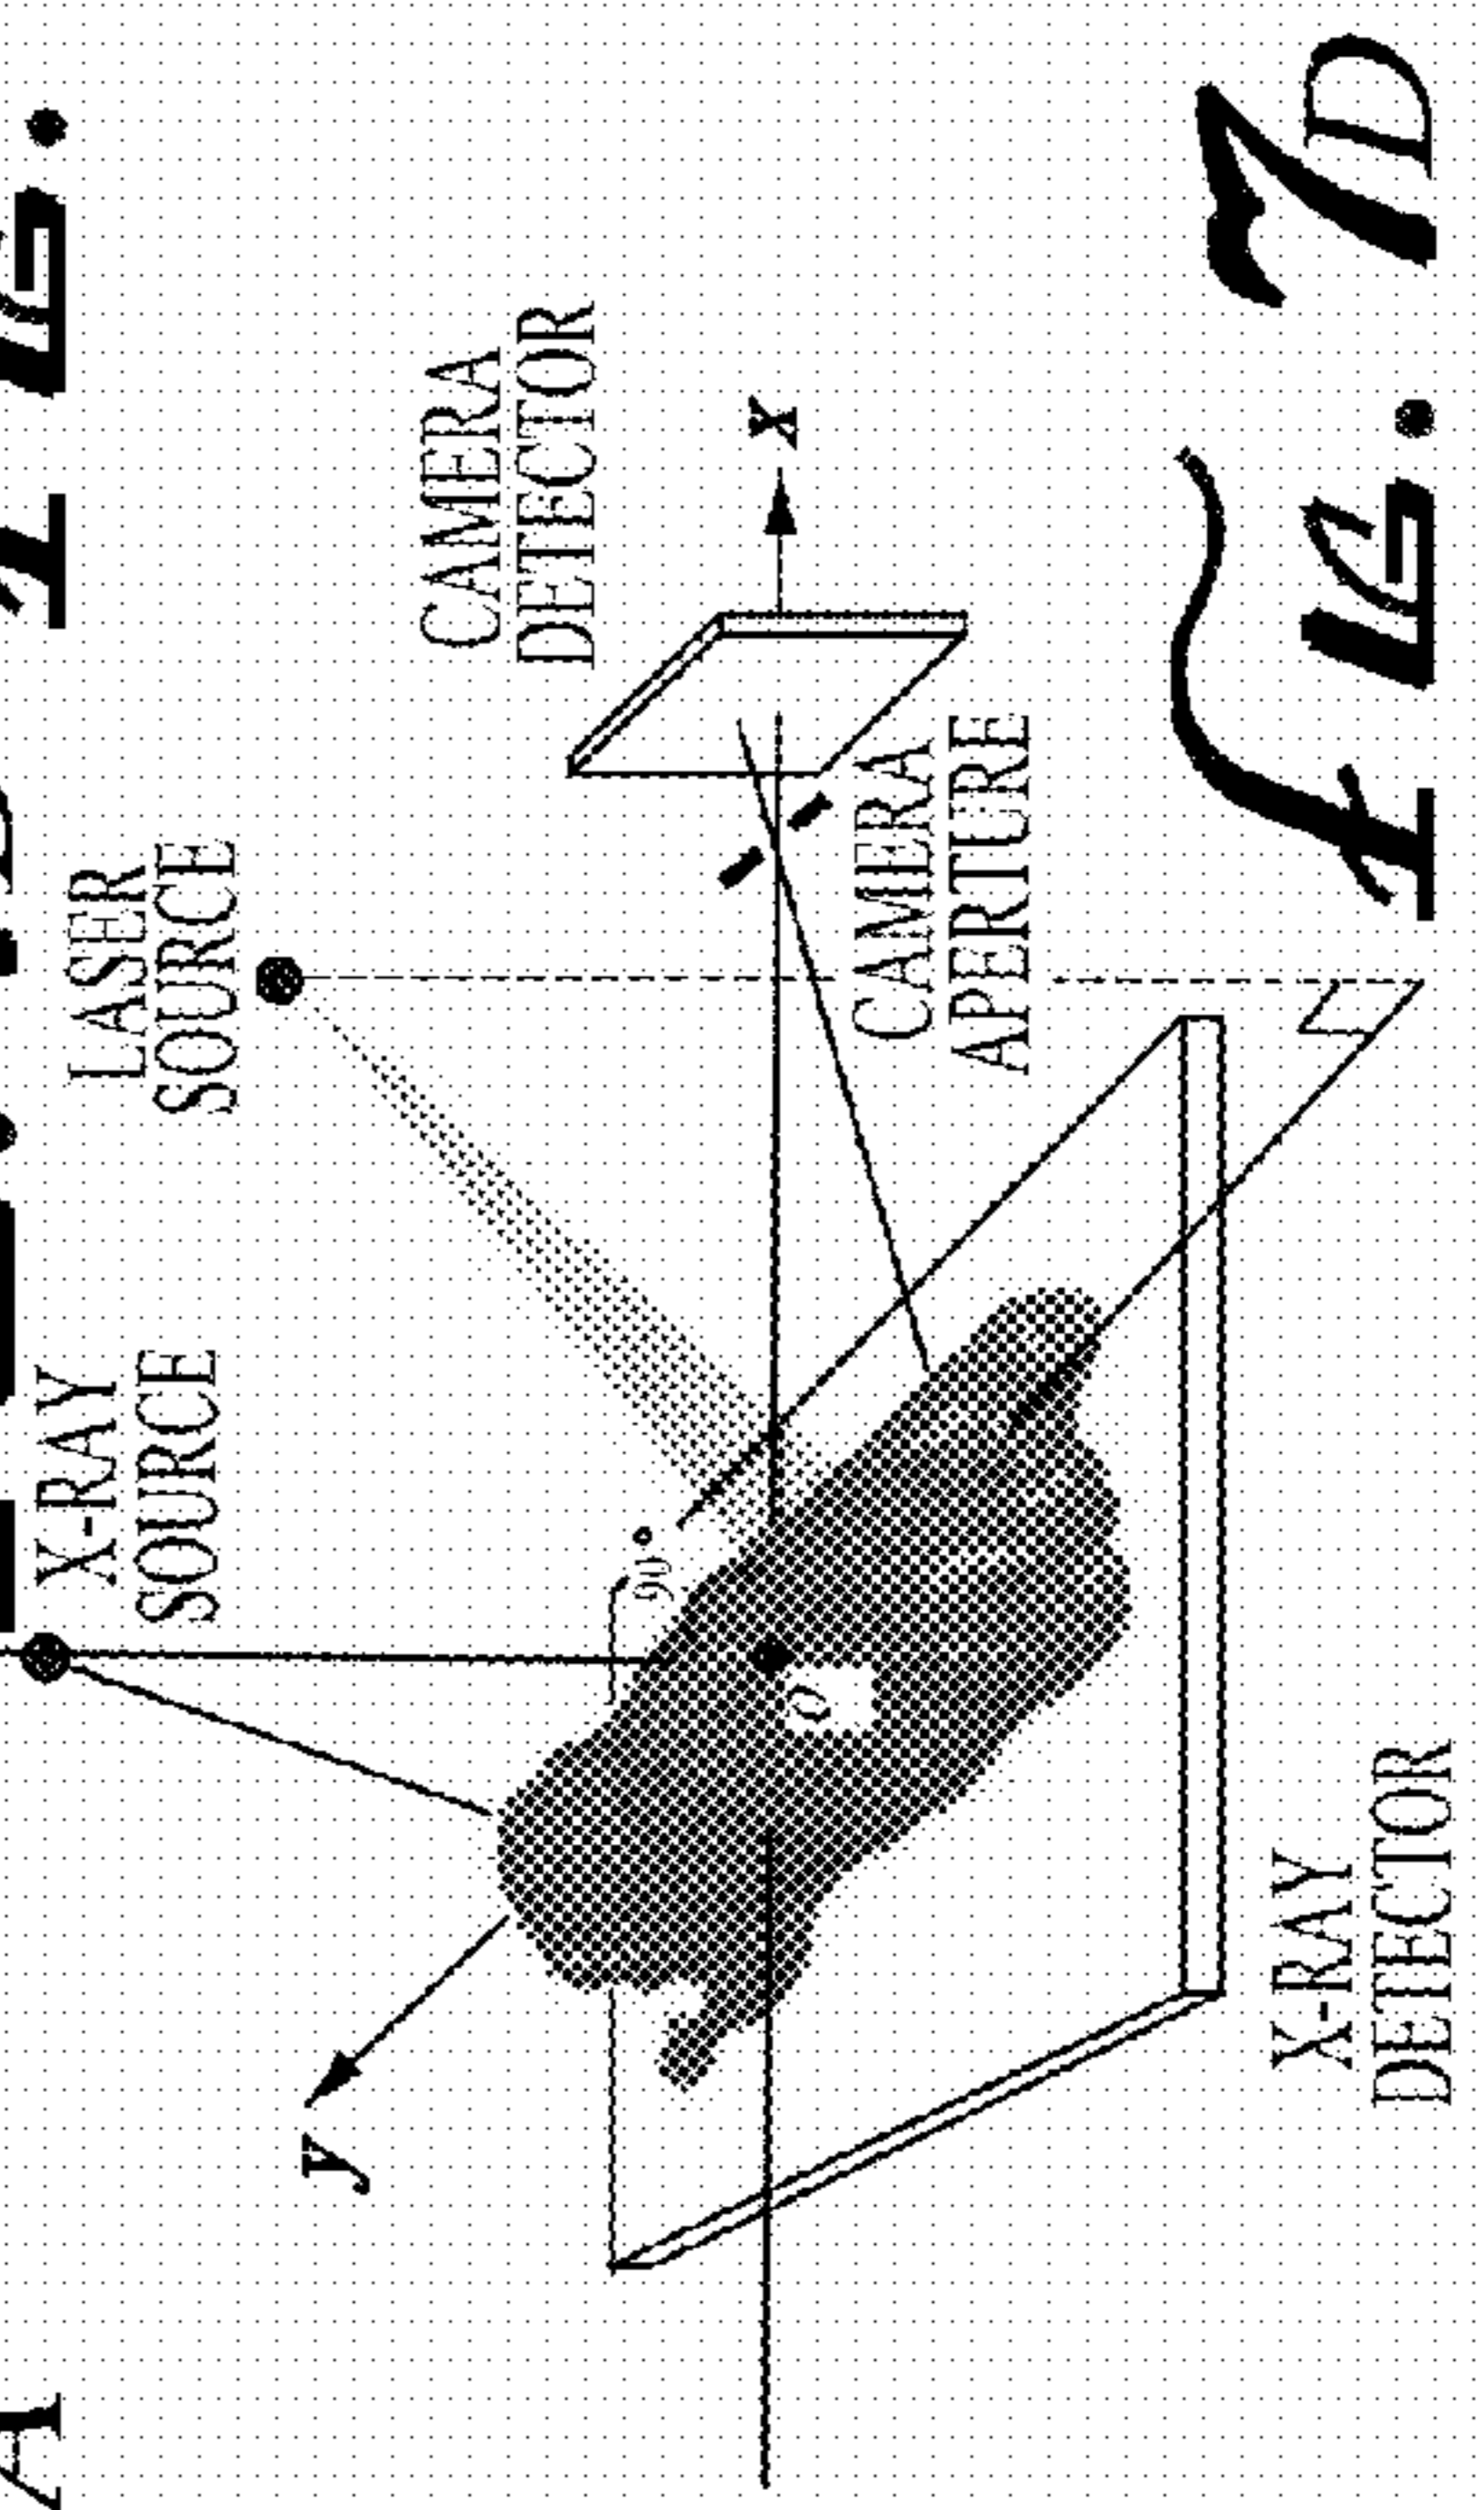 X-RAY
SOURCE
LASER
SOURCE
CAMERA
DETECTOR
y
90°
O
x
CAMERA
APERTURE
X-RAY
DETECTOR
Fig. 7D
A